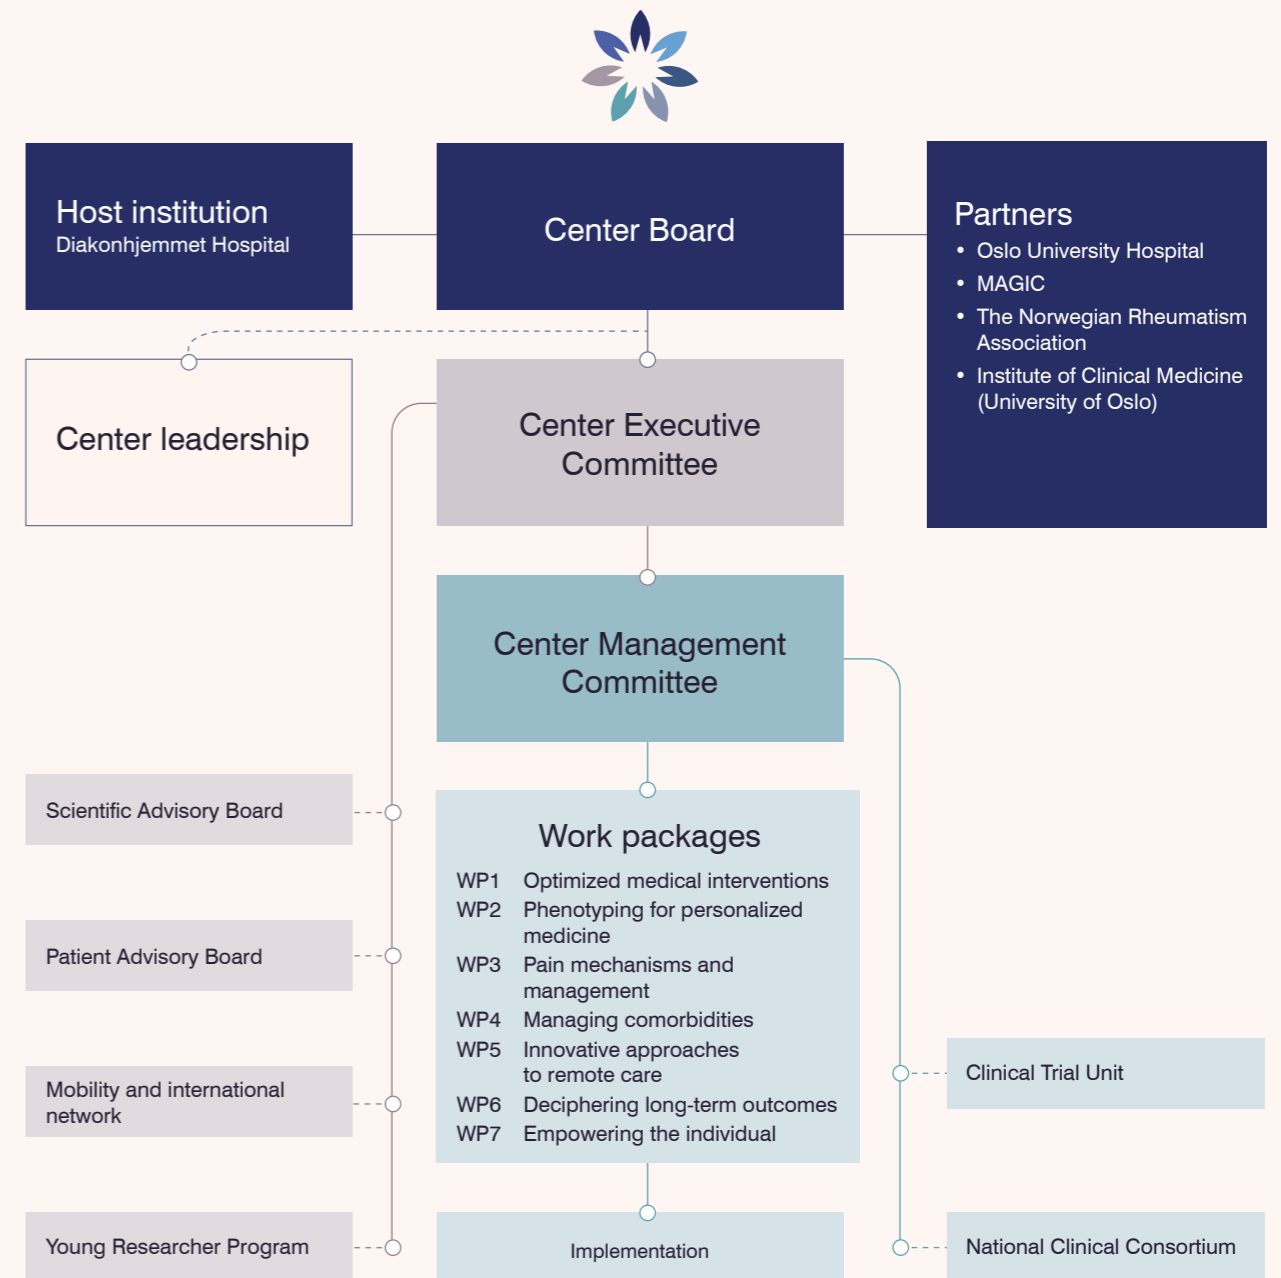 Host institution
Diakonhjemmet Hospital
Center Board
Partners
• Oslo University Hospital
• MAGIC
• The Norwegian Rheumatism
Association
• Institute of Clinical Medicine
(University of Oslo)
Center leadership
Center Executive
Committee
Center Management
Committee
Scientific Advisory Board
Patient Advisory Board
Mobility and international
network
Young Researcher Program
Work packages
WP1 Optimized medical interventions
WP2 Phenotyping for personalized
medicine
WP3 Pain mechanisms and
management
WP4 Managing comorbidities
WP5 Innovative approaches
to remote care
WP6 Deciphering long-term outcomes
WP7 Empowering the individual
Implementation
Clinical Trial Unit
National Clinical Consortium